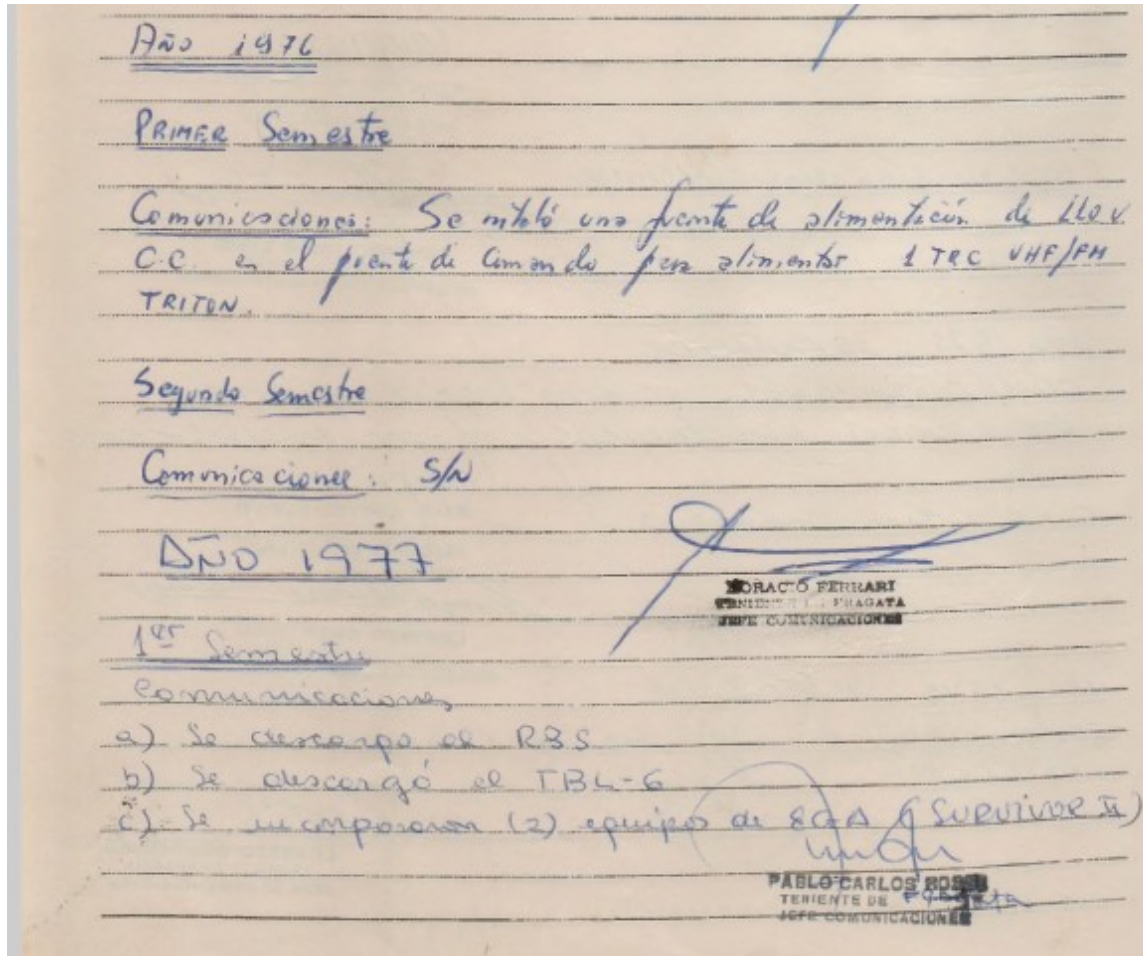 Año 1976
PRIMER Semestre
Comunicaciones: Se instaló una fuente de alimentación de 110 V.
C.C. en el puente de Comando para alimentar 1 TRC VHF/FM
TRITON.
Segundo Semestre
Comunicaciones: S/N
AÑO 1977
HORACIO FERRARI
TENIENTE DE FRAGATA
JEFE COMUNICACIONES
1er Semestre
Comunicaciones
a) Se descargo el RBS
b) Se descargó el TBL-6
c) Se incorporaron (2) equipos de (SURVIVOR II)
PABLO CARLOS
TENIENTE DE Fragata
JEFE COMUNICACIONES